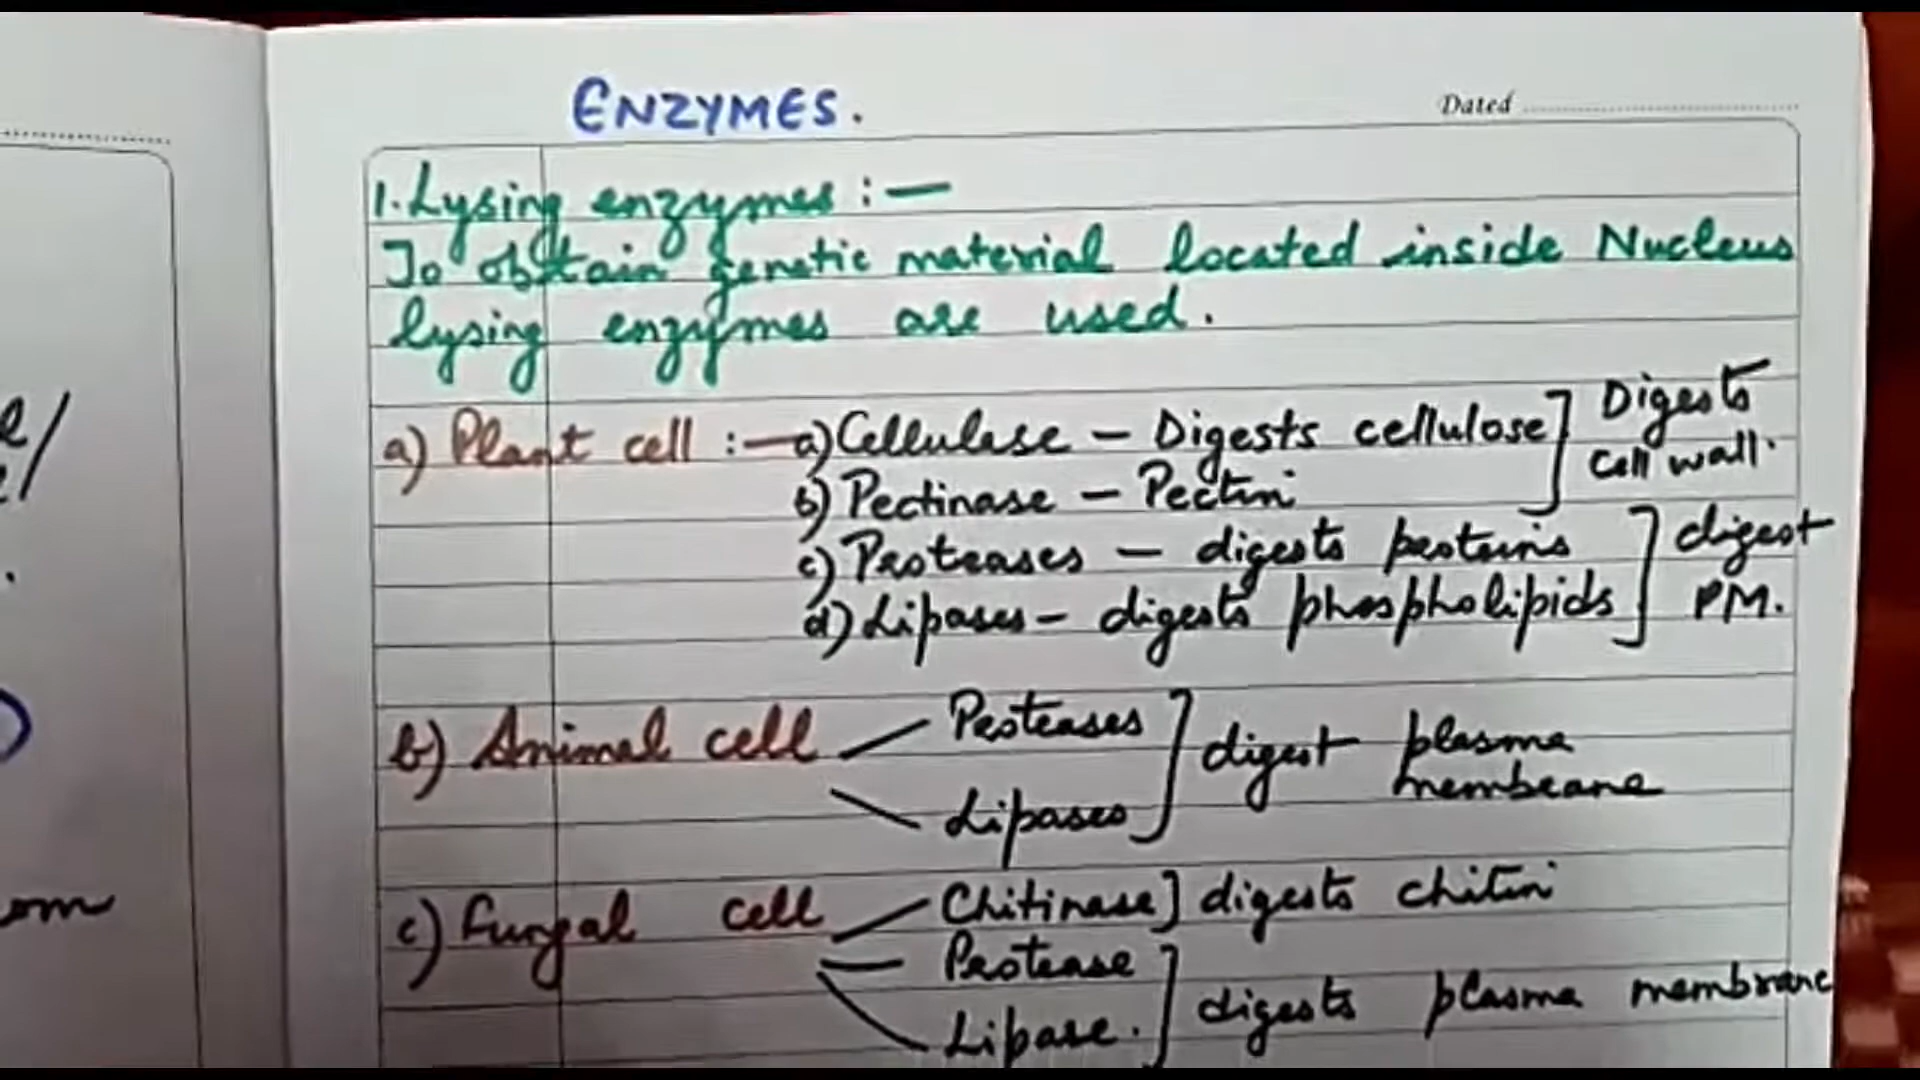 ENZYMES.
Dated
1. Lysing enzymes :—
To obtain genetic material located inside Nucleus
lysing enzymes are used.
a) Plant cell :— a) Cellulase — Digests cellulose ] Digests
cell wall.
b) Pectinase — Pectin
c) Proteases — digests proteins ] digest
d) Lipases — digests phospholipids PM.
b) Animal cell
Proteases ] digest plasma
membrane
Lipases
c) Fungal cell
Chitinase ] digests chitin
Protease
Lipase. ] digests plasma membrane
om